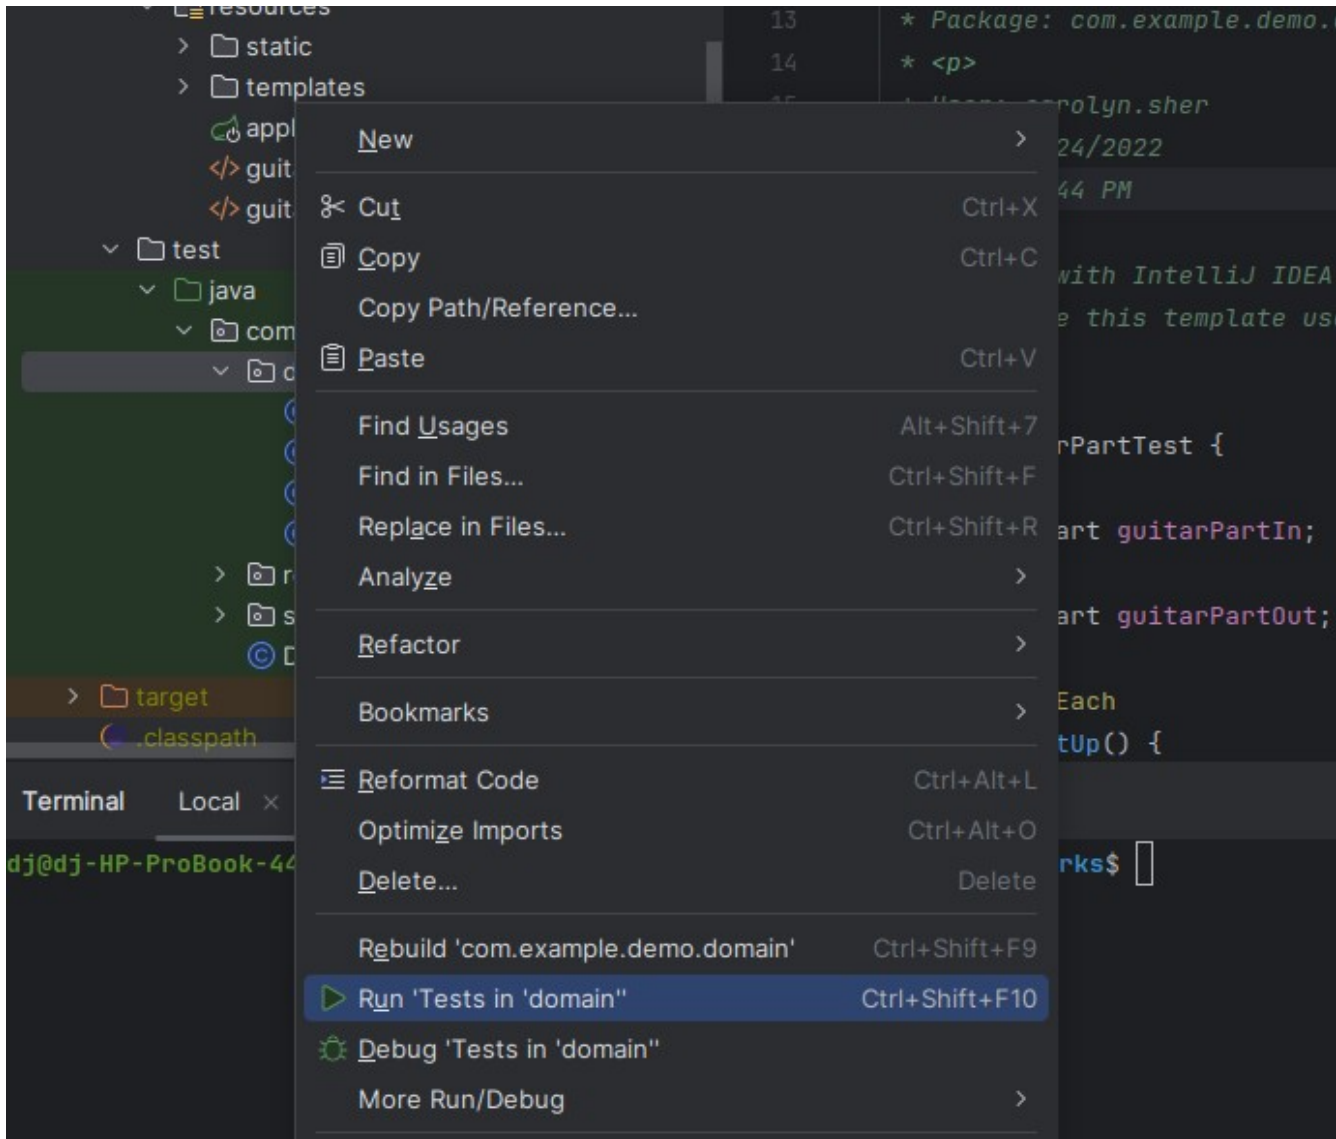 resources
static
templates
appl
guit
guit
test
java
com
target
.classpath
Terminal
Local
dj@dj-HP-ProBook-44
rks$
New
Cut Ctrl+X
Copy Ctrl+C
Copy Path/Reference...
Paste Ctrl+V
Find Usages Alt+Shift+7
Find in Files... Ctrl+Shift+F
Replace in Files... Ctrl+Shift+R
Analyze
Refactor
Bookmarks
Reformat Code Ctrl+Alt+L
Optimize Imports Ctrl+Alt+O
Delete... Delete
Rebuild 'com.example.demo.domain' Ctrl+Shift+F9
Run 'Tests in 'domain'' Ctrl+Shift+F10
Debug 'Tests in 'domain''
More Run/Debug
13 * Package: com.example.demo.
14 * <p>
rolyn.sher
24/2022
44 PM
with IntelliJ IDEA
e this template us
rPartTest {
art guitarPartIn;
art guitarPartOut;
Each
tUp() {